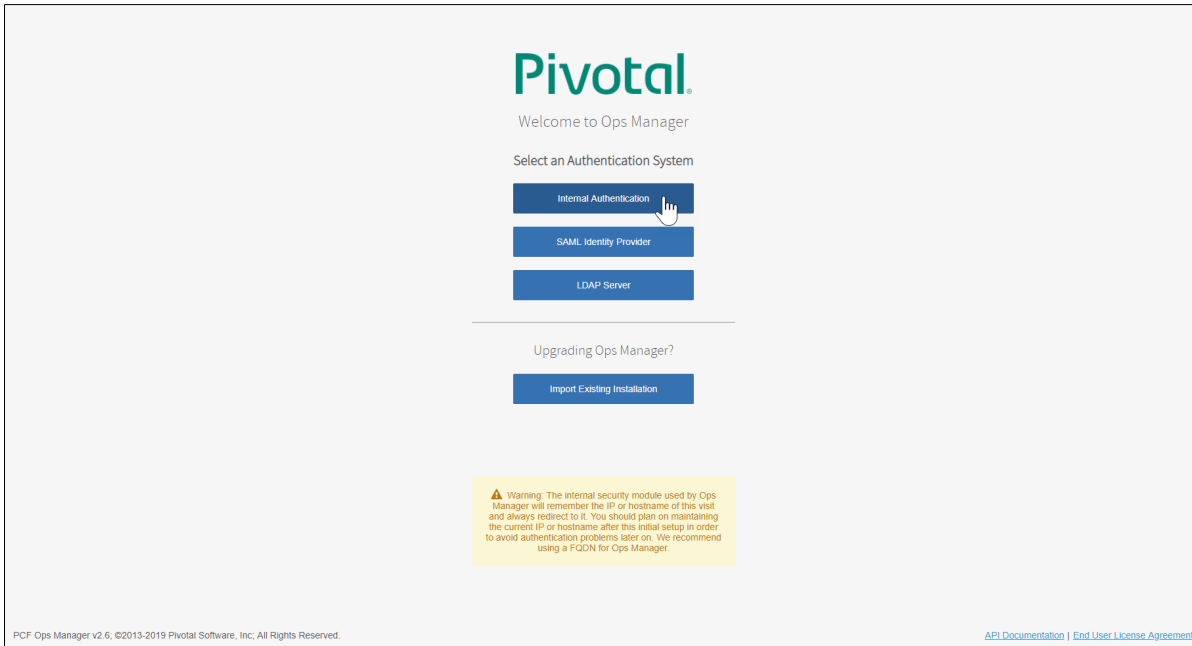 Pivotal®
Welcome to Ops Manager
Select an Authentication System
Internal Authentication
SAML Identity Provider
LDAP Server
Upgrading Ops Manager?
Import Existing Installation
Warning: The internal security module used by Ops
Manager will remember the IP or hostname of this visit
and always redirect to it. You should plan on maintaining
the current IP or hostname after this initial setup in order
to avoid authentication problems later on. We recommend
using a FQDN for Ops Manager.
PCF Ops Manager v2.6; ©2013-2019 Pivotal Software, Inc; All Rights Reserved.
API Documentation | End User License Agreement